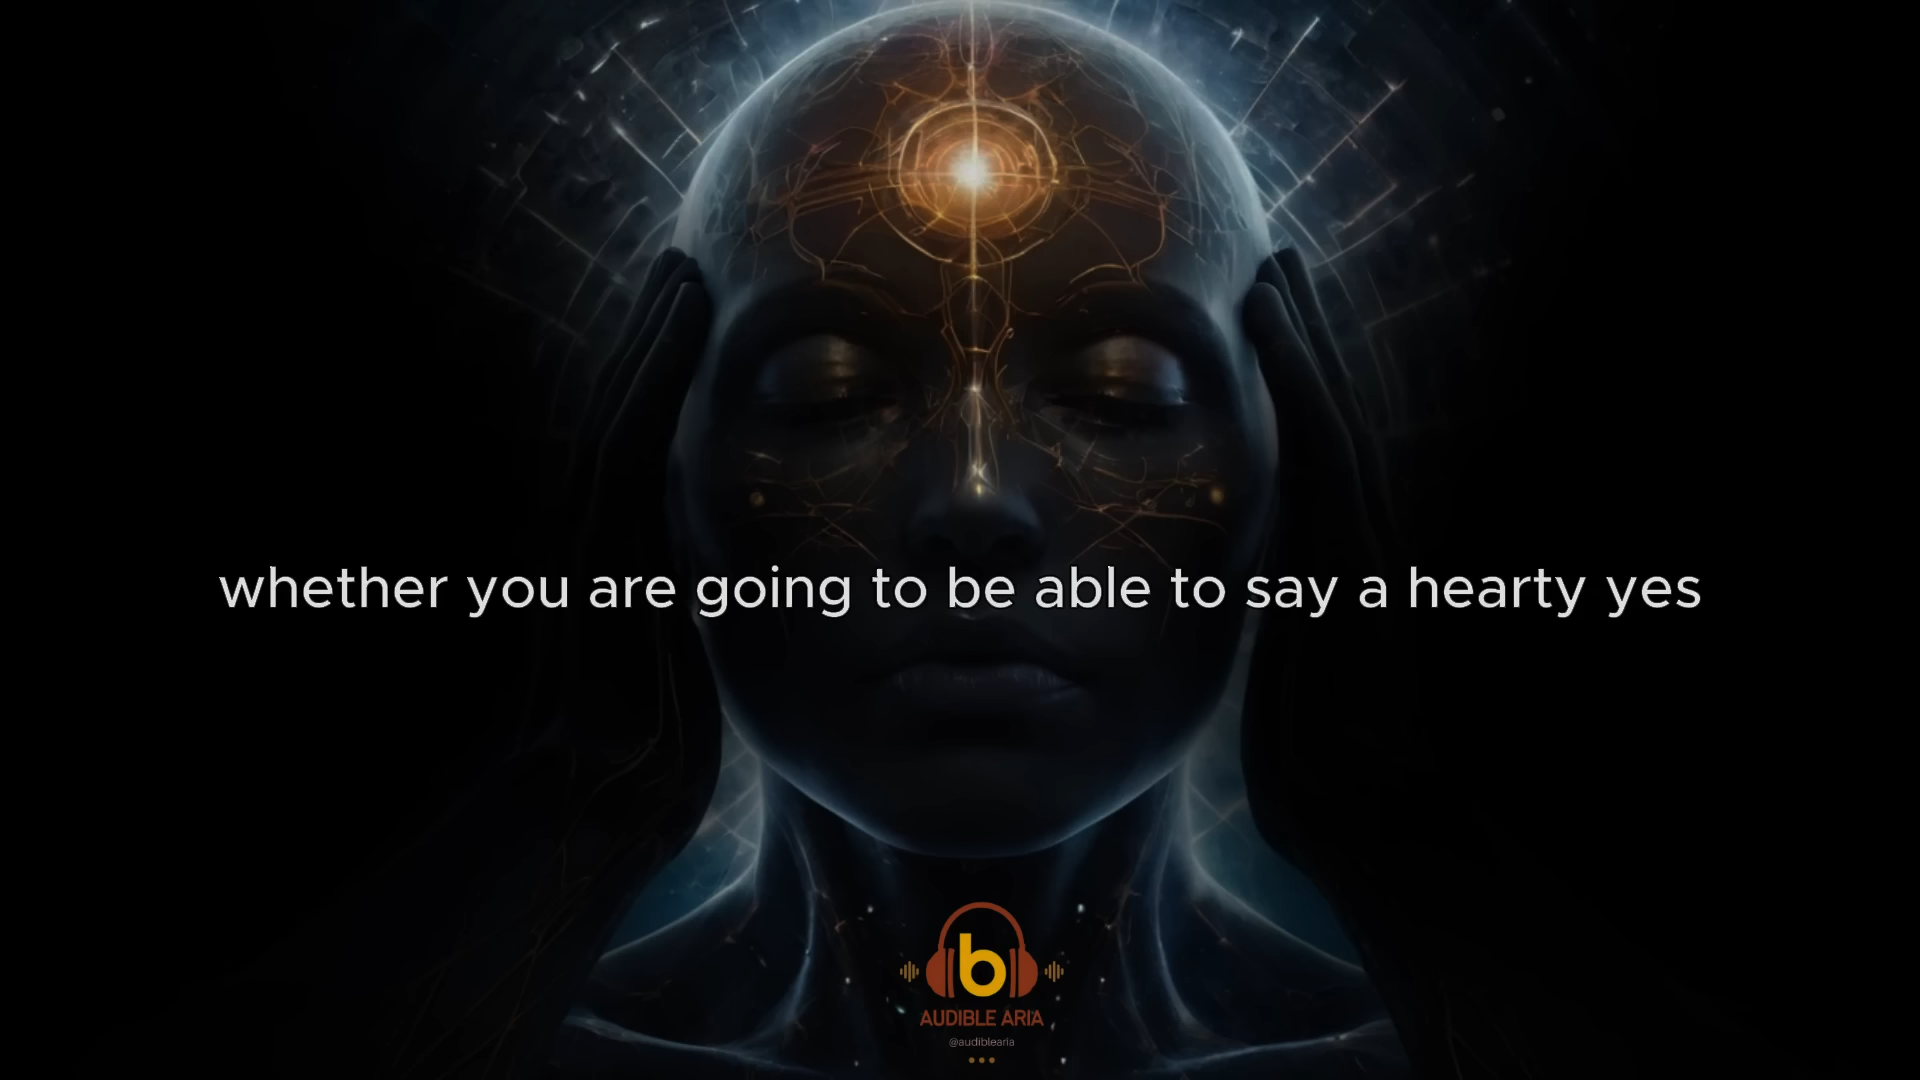 whether you are going to be able to say a hearty yes
b
AUDIBLE ARIA
@audiblearia